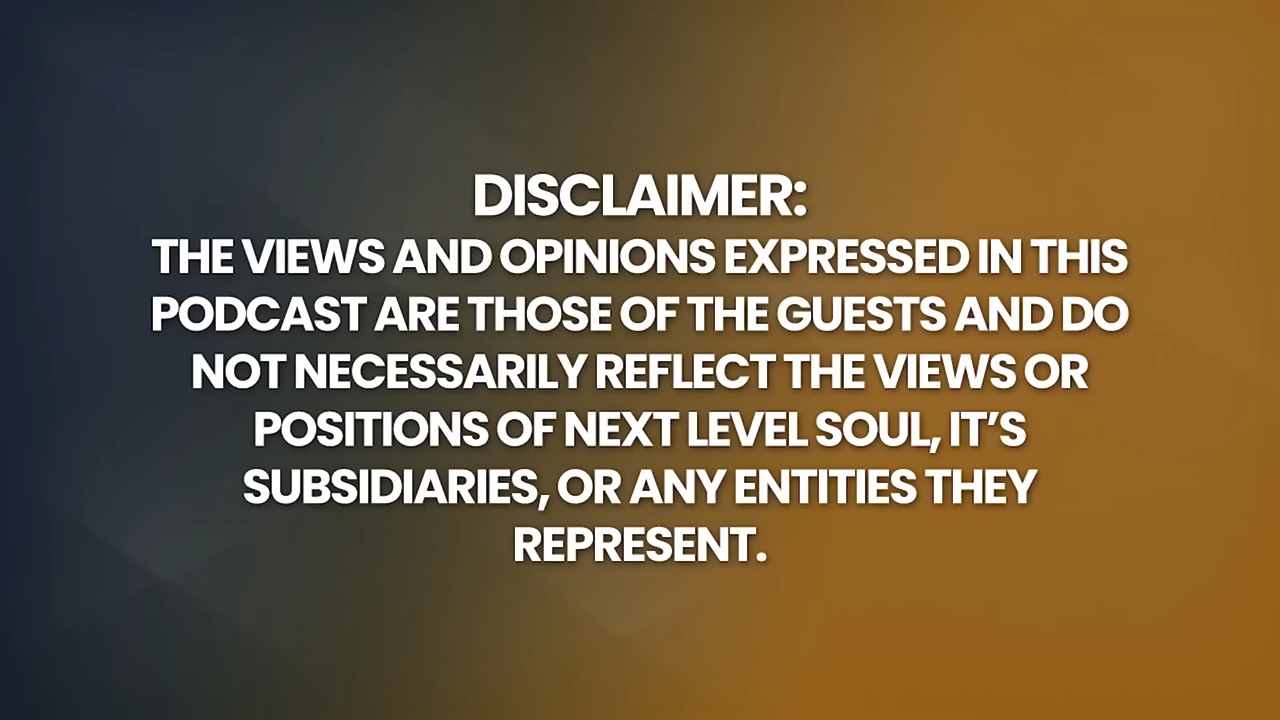 DISCLAIMER:
THE VIEWS AND OPINIONS EXPRESSED IN THIS
PODCAST ARE THOSE OF THE GUESTS AND DO
NOT NECESSARILY REFLECT THE VIEWS OR
POSITIONS OF NEXT LEVEL SOUL, IT’S
SUBSIDIARIES, OR ANY ENTITIES THEY
REPRESENT.